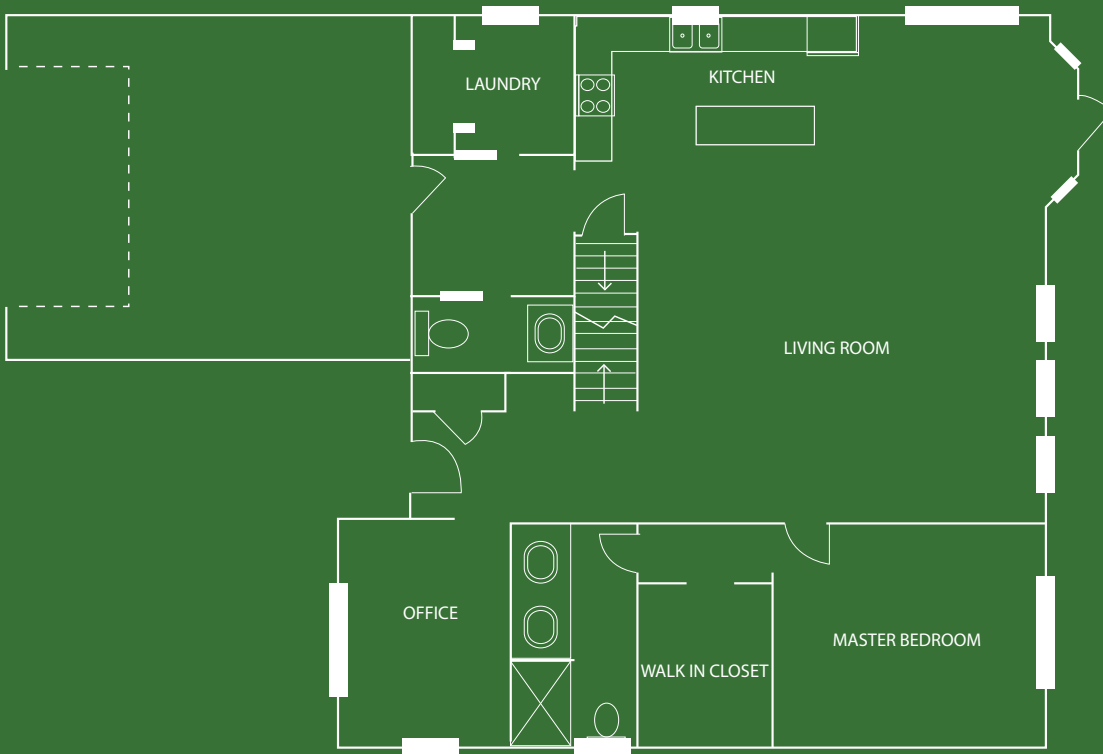 KITCHEN
LAUNDRY
LIVING ROOM
OFFICE
MASTER BEDROOM
WALK IN CLOSET